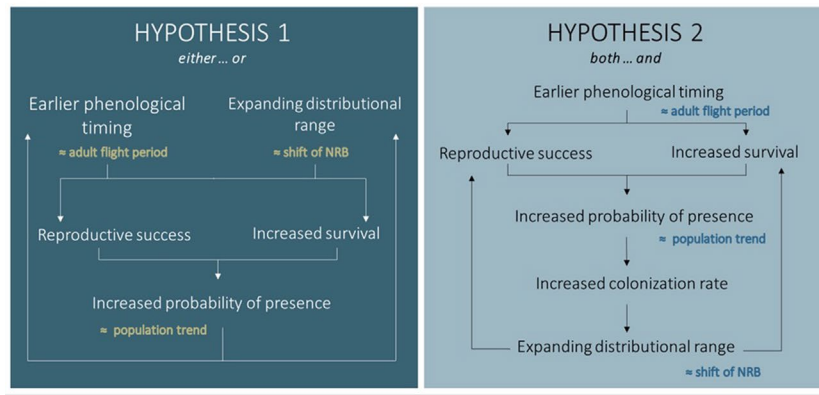 HYPOTHESIS 1
either ... or
Earlier phenological
timing
≈ adult flight period
Expanding distributional
range
≈ shift of NRB
Reproductive success
Increased survival
Increased probability of presence
≈ population trend
HYPOTHESIS 2
both ... and
Earlier phenological timing
≈ adult flight period
Reproductive success
Increased survival
Increased probability of presence
≈ population trend
Increased colonization rate
Expanding distributional range
≈ shift of NRB